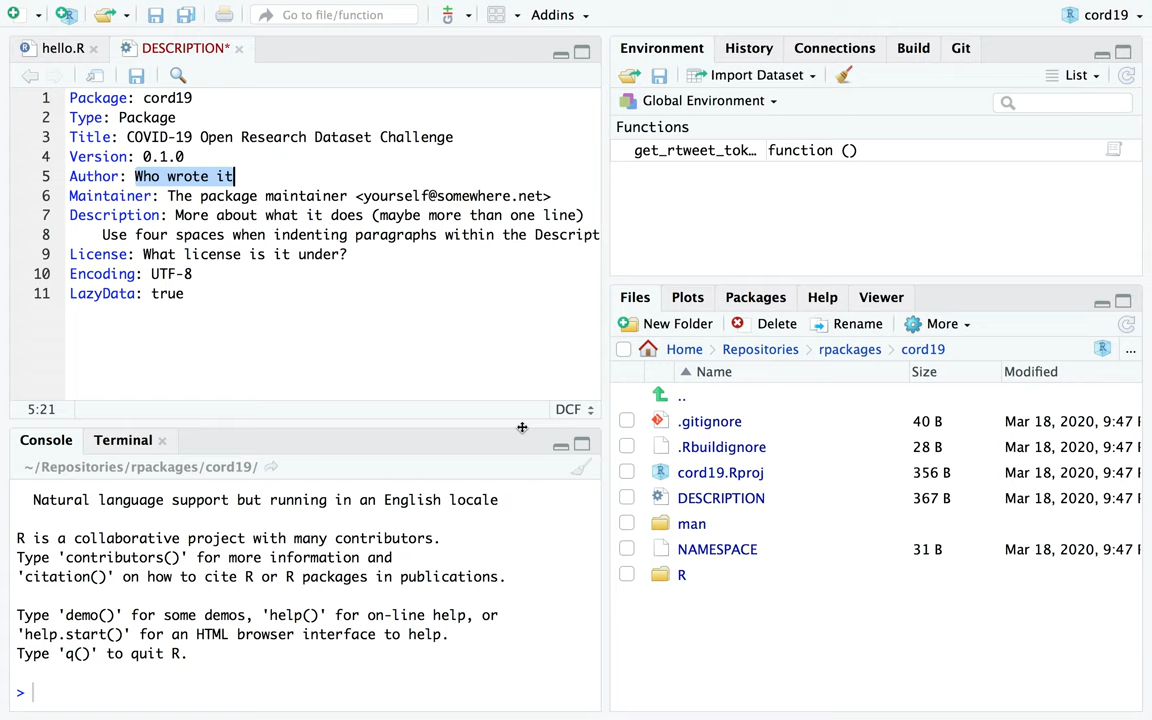 Go to file/function
Addins
cord19
hello.R
DESCRIPTION*
1 Package: cord19
2 Type: Package
3 Title: COVID-19 Open Research Dataset Challenge
4 Version: 0.1.0
5 Author: Who wrote it
6 Maintainer: The package maintainer <yourself@somewhere.net>
7 Description: More about what it does (maybe more than one line)
8 Use four spaces when indenting paragraphs within the Descript
9 License: What license is it under?
10 Encoding: UTF-8
11 LazyData: true
5:21
DCF
Console
Terminal
~/Repositories/rpackages/cord19/
Natural language support but running in an English locale
R is a collaborative project with many contributors.
Type 'contributors()' for more information and
'citation()' on how to cite R or R packages in publications.
Type 'demo()' for some demos, 'help()' for on-line help, or
'help.start()' for an HTML browser interface to help.
Type 'q()' to quit R.
>
Environment History Connections Build Git
Import Dataset
List
Global Environment
Functions
get_rtweet_tok… function ()
Files Plots Packages Help Viewer
New Folder Delete Rename More
Home > Repositories > rpackages > cord19 ...
Name Size Modified
..
.gitignore 40 B Mar 18, 2020, 9:47 P
.Rbuildignore 28 B Mar 18, 2020, 9:47 P
cord19.Rproj 356 B Mar 18, 2020, 9:47 P
DESCRIPTION 367 B Mar 18, 2020, 9:47 P
man
NAMESPACE 31 B Mar 18, 2020, 9:47 P
R